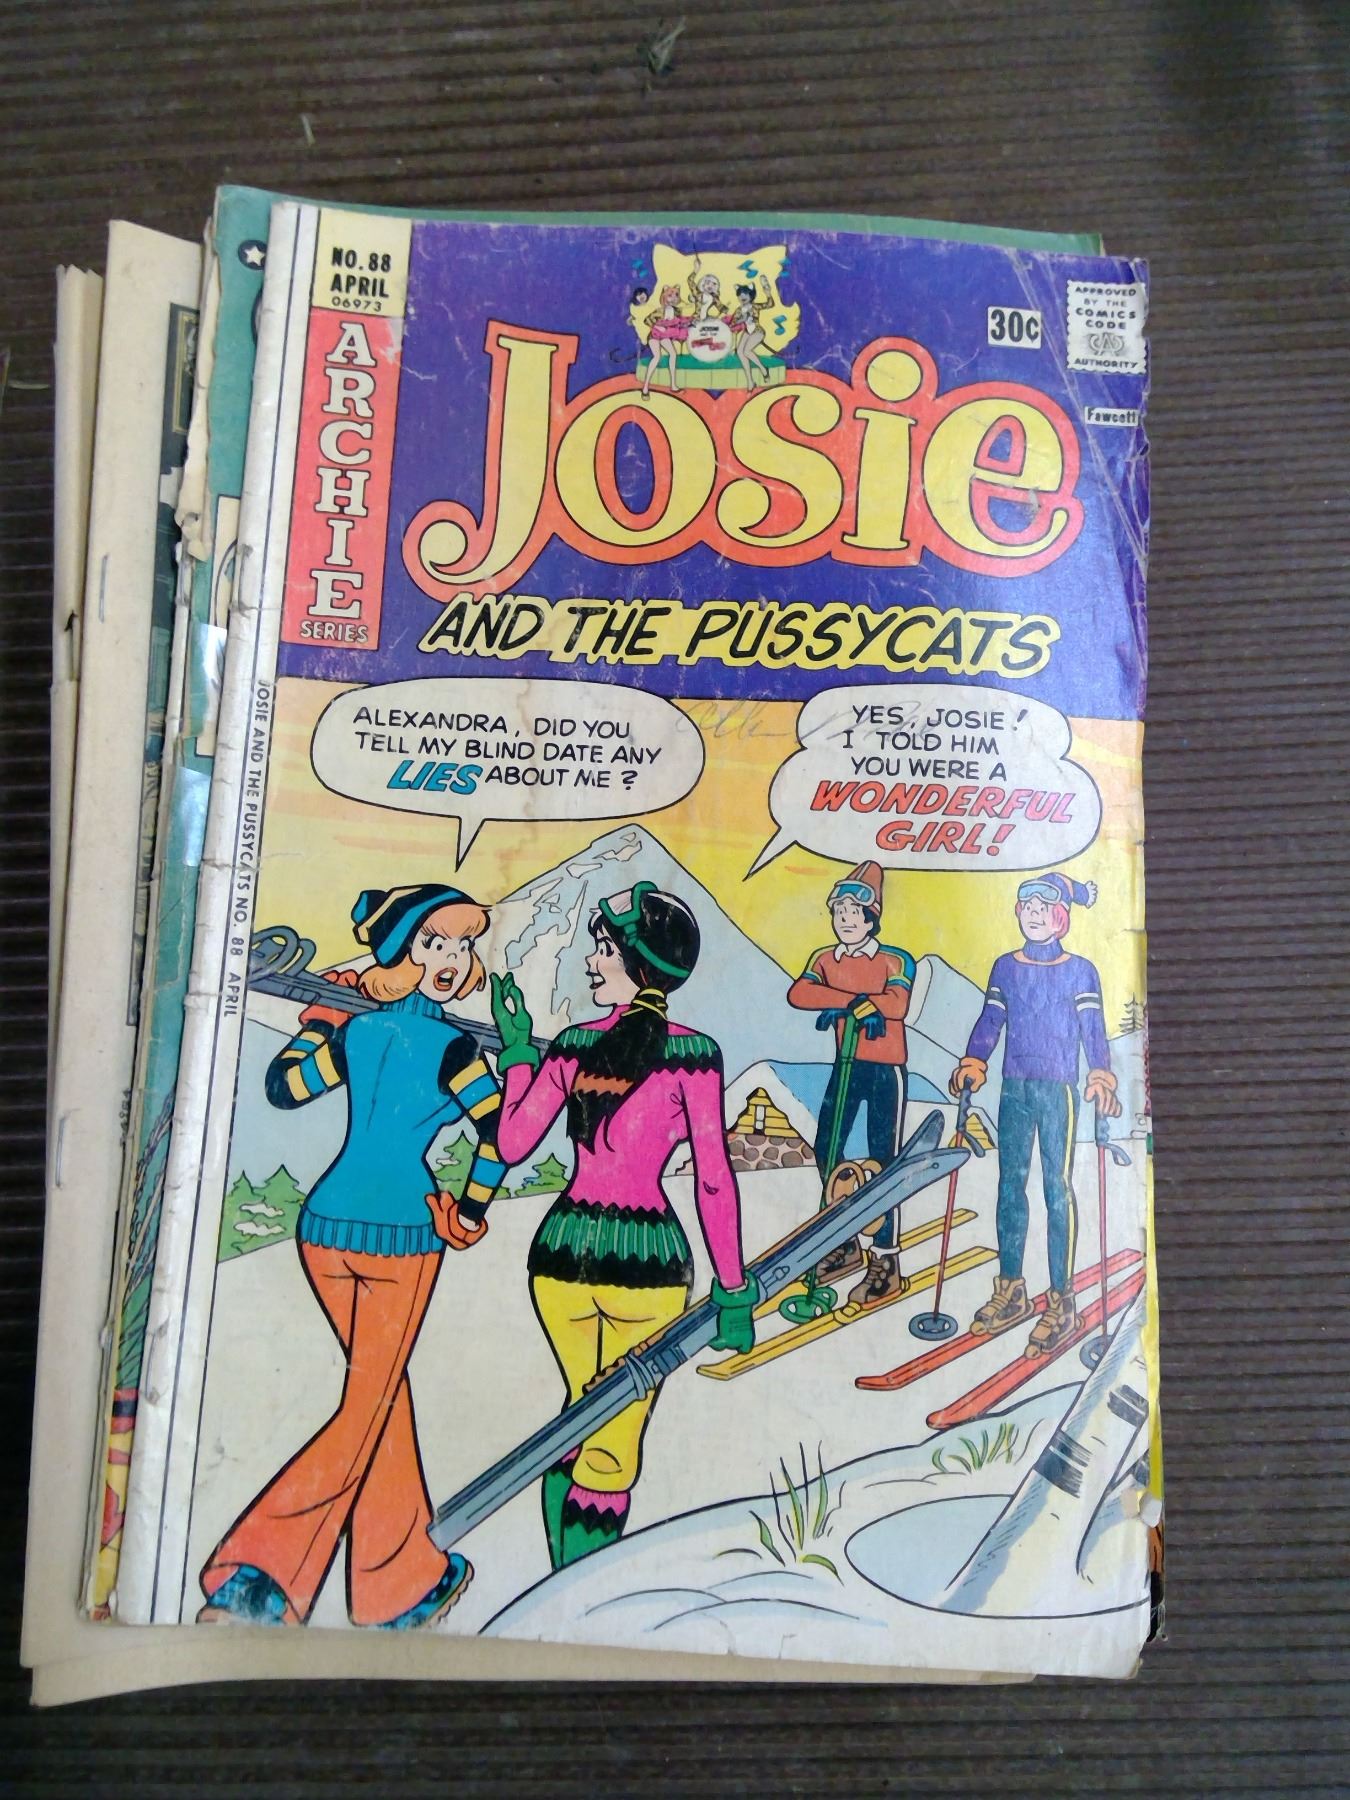 NO. 88
APRIL
06973
ARCHIE
SERIES
JOSIE
30¢
APPROVED
BY THE
COMICS
CODE
AUTHORITY
Fawcett
Josie
AND THE PUSSYCATS
ALEXANDRA, DID YOU
TELL MY BLIND DATE ANY
LIES ABOUT ME?
YES, JOSIE!
I TOLD HIM
YOU WERE A
WONDERFUL
GIRL!
JOSIE AND THE PUSSYCATS NO. 88 APRIL